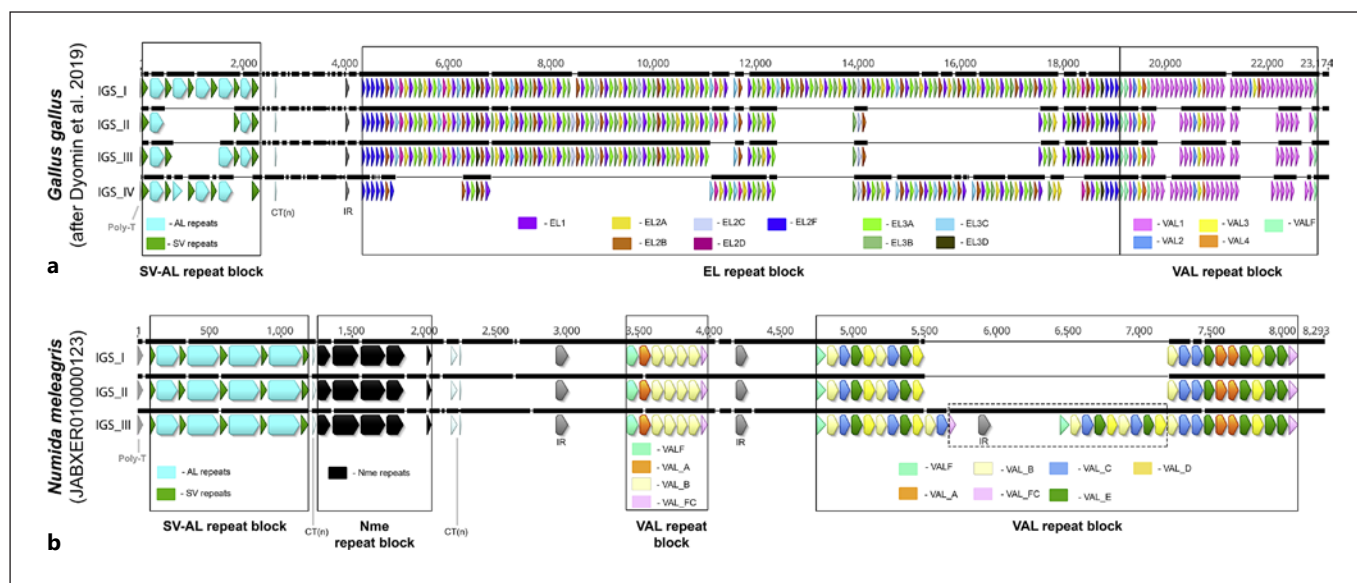 2,000 4,000 6,000 8,000 10,000 12,000 14,000 16,000 18,000 20,000 22,000 23,174
Gallus gallus
(after Dyomin et al. 2019)
IGS_I
IGS_II
IGS_III
IGS_IV
Poly-T
CT(n)
IR
- AL repeats
- SV repeats
- EL1
- EL2A
- EL2B
- EL2C
- EL2D
- EL2F
- EL3A
- EL3B
- EL3C
- EL3D
- VAL1
- VAL2
- VAL3
- VAL4
- VALF
a
SV-AL repeat block
EL repeat block
VAL repeat block
1 500 1,000 1,500 2,000 2,500 3,000 3,500 4,000 4,500 5,000 5,500 6,000 6,500 7,000 7,500 8,000 8,293
Numida meleagris
(JABXER010000123)
IGS_I
IGS_II
IGS_III
Poly-T
IR
IR
IR
- AL repeats
- SV repeats
- Nme repeats
- VALF
- VAL_A
- VAL_B
- VAL_FC
- VALF
- VAL_A
- VAL_B
- VAL_FC
- VAL_C
- VAL_E
- VAL_D
b
SV-AL repeat block
CT(n)
Nme
repeat block
CT(n)
VAL repeat
block
VAL repeat block